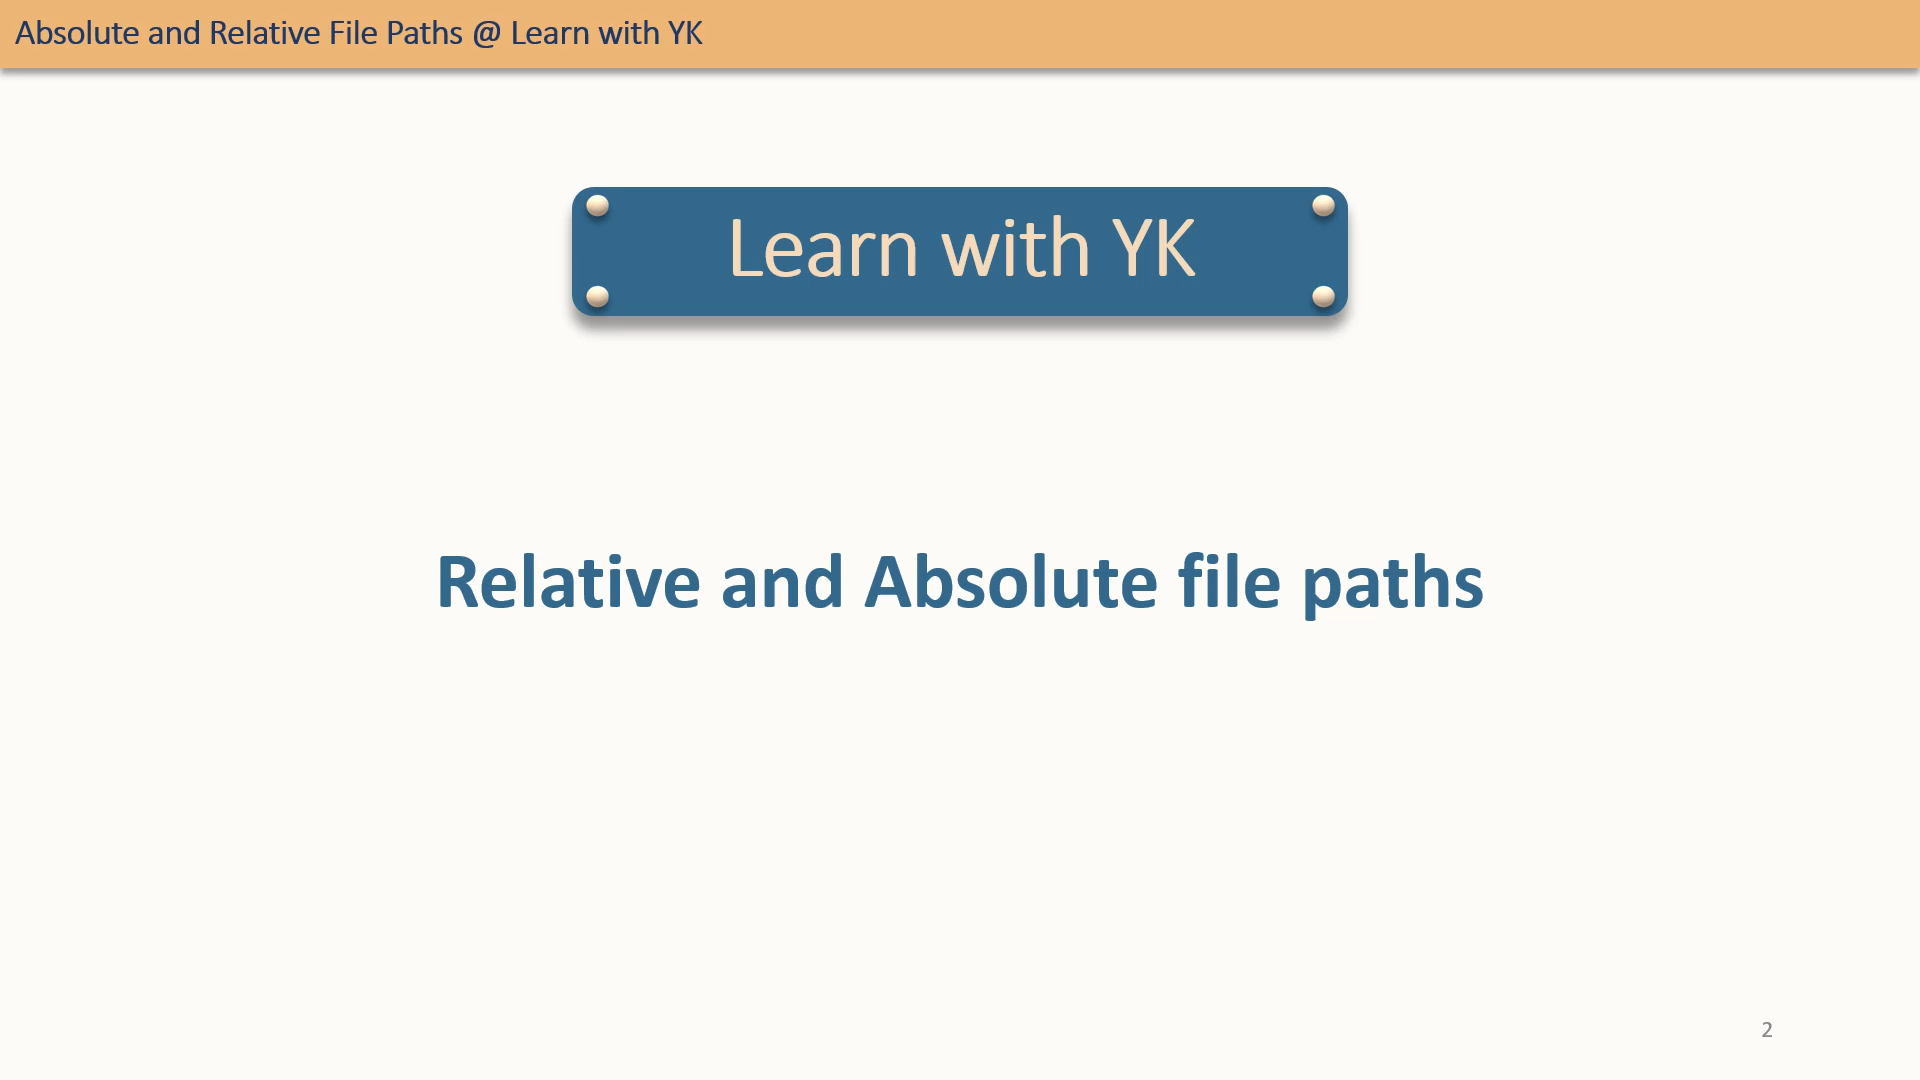 Absolute and Relative File Paths @ Learn with YK
Learn with YK
Relative and Absolute file paths
2